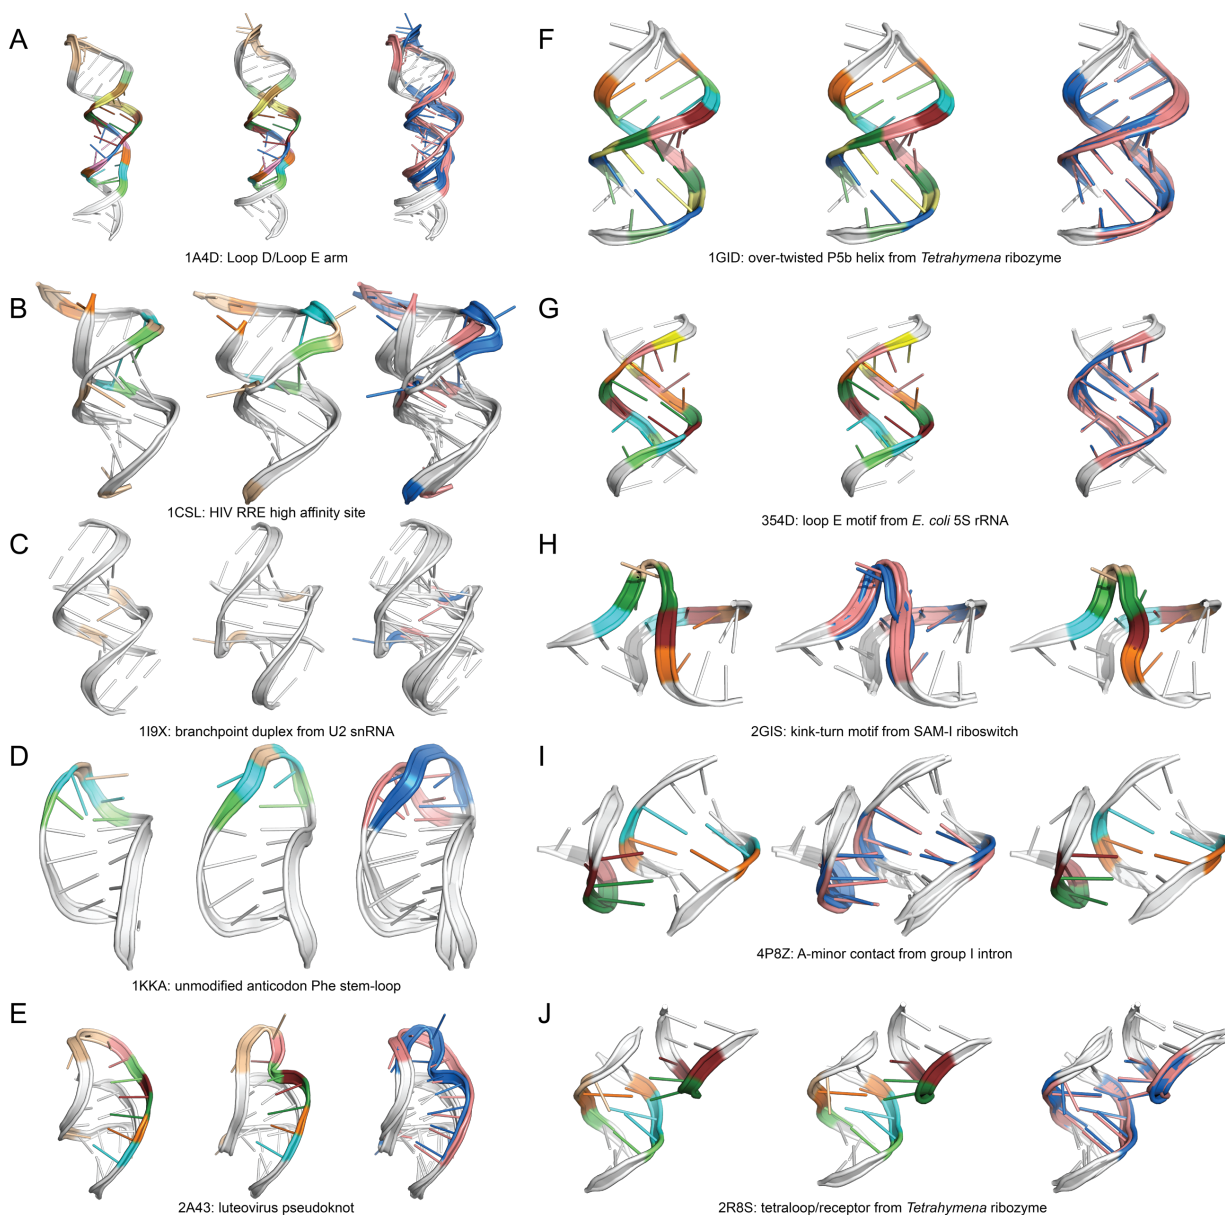 A
1A4D: Loop D/Loop E arm
B
1CSL: HIV RRE high affinity site
C
1I9X: branchpoint duplex from U2 snRNA
D
1KKA: unmodified anticodon Phe stem-loop
E
2A43: luteovirus pseudoknot
F
1GID: over-twisted P5b helix from Tetrahymena ribozyme
G
354D: loop E motif from E. coli 5S rRNA
H
2GIS: kink-turn motif from SAM-I riboswitch
I
4P8Z: A-minor contact from group I intron
J
2R8S: tetraloop/receptor from Tetrahymena ribozyme